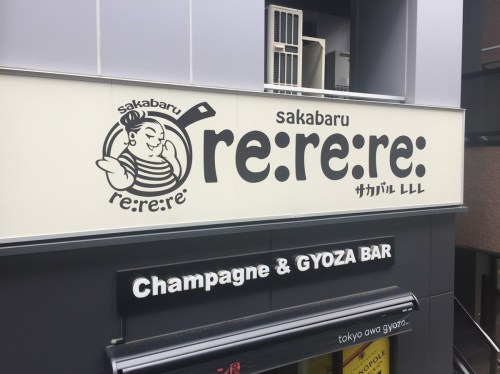 sakabaru
re:re:re:
sakabaru
re:re:re:
サカバル レレレ
Champagne & GYOZA BAR
tokyo awa gyoza